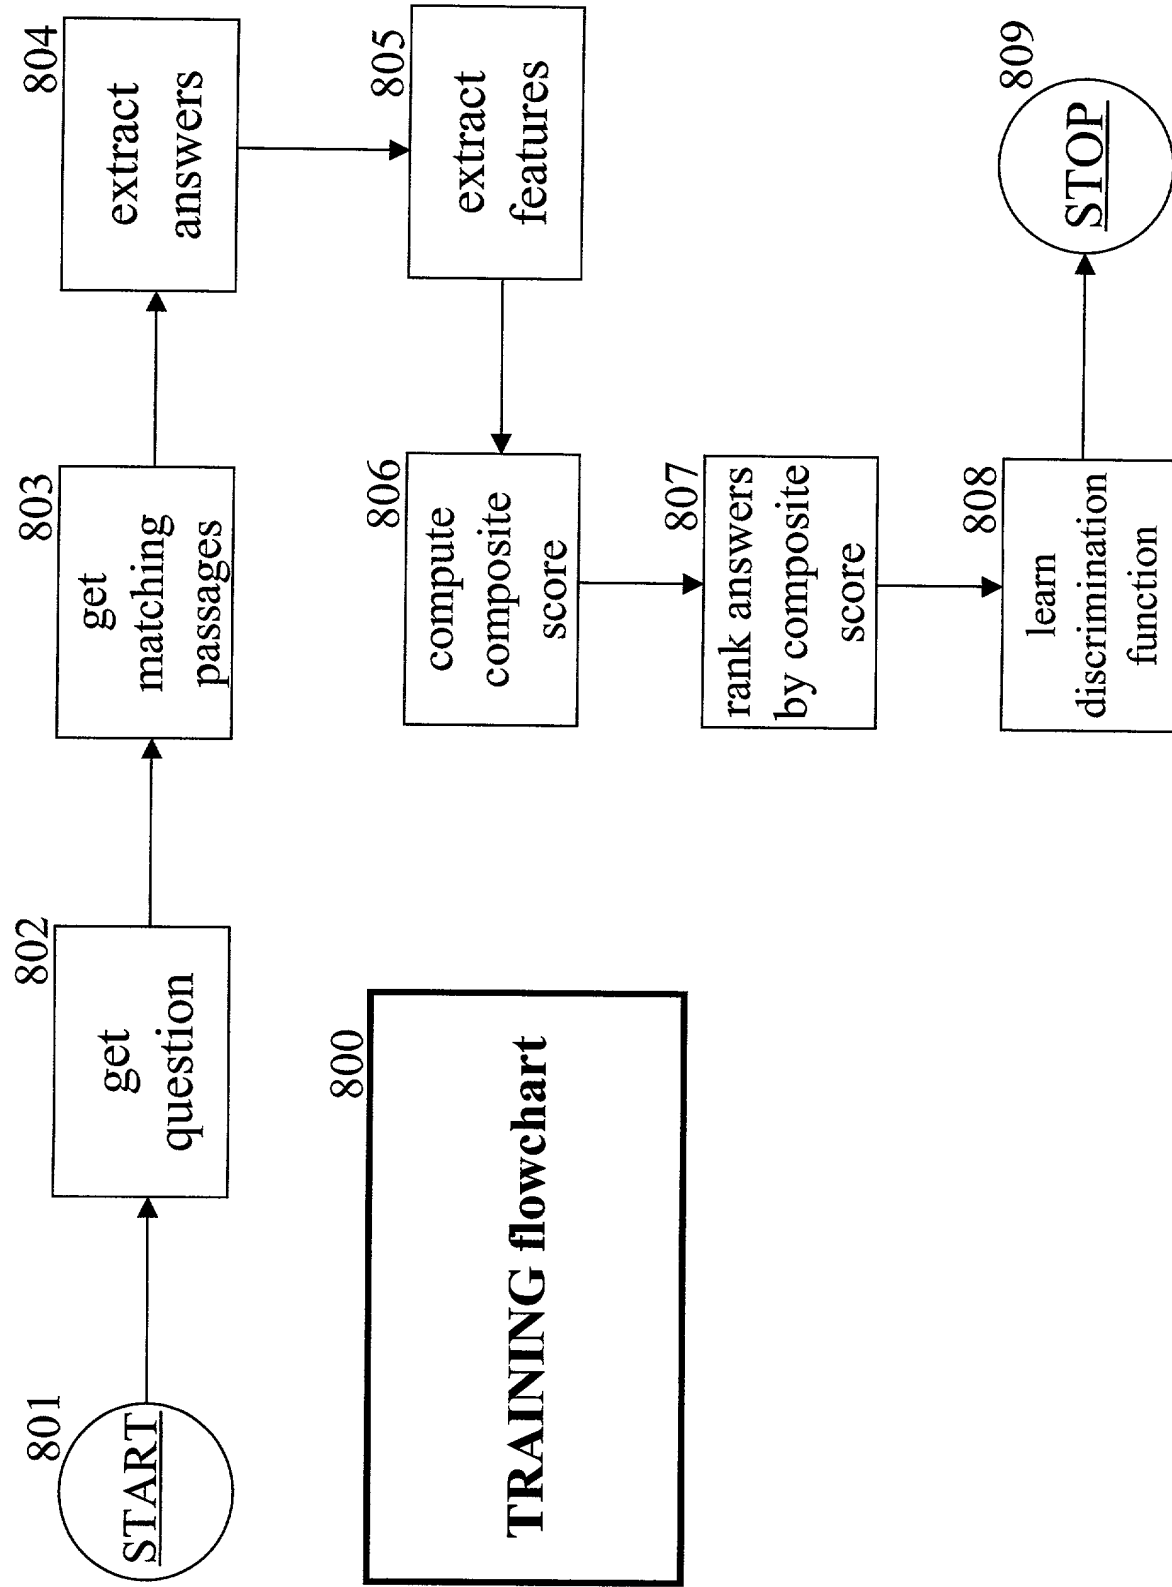 801
START
802
get
question
803
get
matching
passages
804
extract
answers
805
extract
features
806
compute
composite
score
807
rank answers
by composite
score
808
learn
discrimination
function
809
STOP
800
TRAINING flowchart